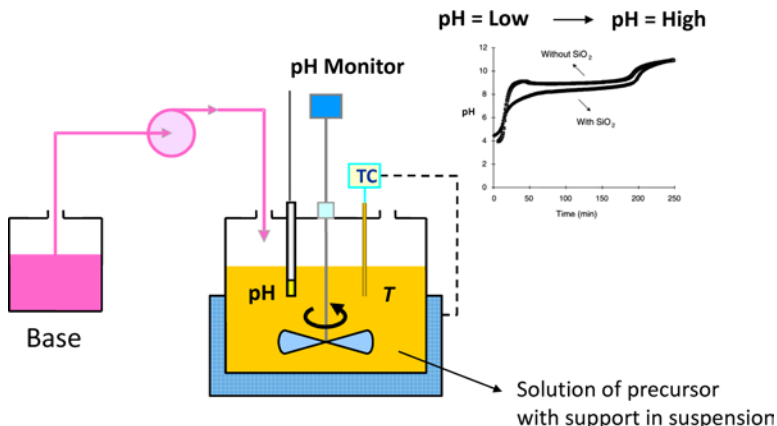 pH = Low → pH = High
pH Monitor
12
10
8
6
4
2
0
pH
Without SiO₂
With SiO₂
0 50 100 150 200 250
Time (min)
TC
pH
T
Base
Solution of precursor
with support in suspension